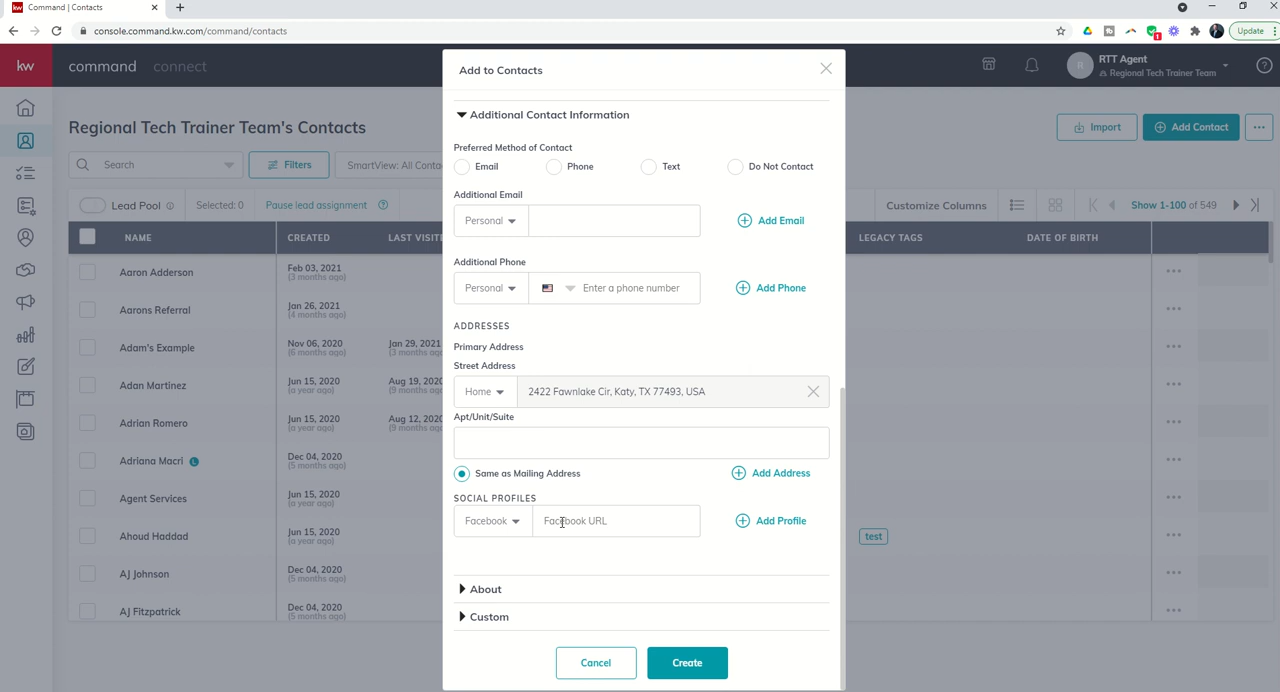 kw
Command | Contacts
console.command.kw.com/command/contacts
1
Update
kw
command
connect
R
RTT Agent
Regional Tech Trainer Team
Regional Tech Trainer Team's Contacts
Import
Add Contact
Search
Filters
SmartView: All Conta
Lead Pool
Selected: 0
Pause lead assignment
Customize Columns
Show 1-100 of 549
NAME
CREATED
LAST VISITE
LEGACY TAGS
DATE OF BIRTH
Aaron Adderson
Feb 03, 2021
(3 months ago)
Aarons Referral
Jan 26, 2021
(4 months ago)
Adam's Example
Nov 06, 2020
(6 months ago)
Jan 29, 2021
(3 months ago
Adan Martinez
Jun 15, 2020
(a year ago)
Aug 19, 2020
(9 months ago
Adrian Romero
Jun 15, 2020
(a year ago)
Aug 12, 2020
(9 months ago
Adriana Macri L
Dec 04, 2020
(5 months ago)
Agent Services
Jun 15, 2020
(a year ago)
Ahoud Haddad
Jun 15, 2020
(a year ago)
test
AJ Johnson
Dec 04, 2020
(5 months ago)
AJ Fitzpatrick
Dec 04, 2020
(5 months ago)
Add to Contacts
Additional Contact Information
Preferred Method of Contact
Email Phone Text Do Not Contact
Additional Email
Personal
Add Email
Additional Phone
Personal
Enter a phone number
Add Phone
ADDRESSES
Primary Address
Street Address
Home
2422 Fawnlake Cir, Katy, TX 77493, USA
Apt/Unit/Suite
Same as Mailing Address
Add Address
SOCIAL PROFILES
Facebook
Facebook URL
Add Profile
About
Custom
Cancel
Create